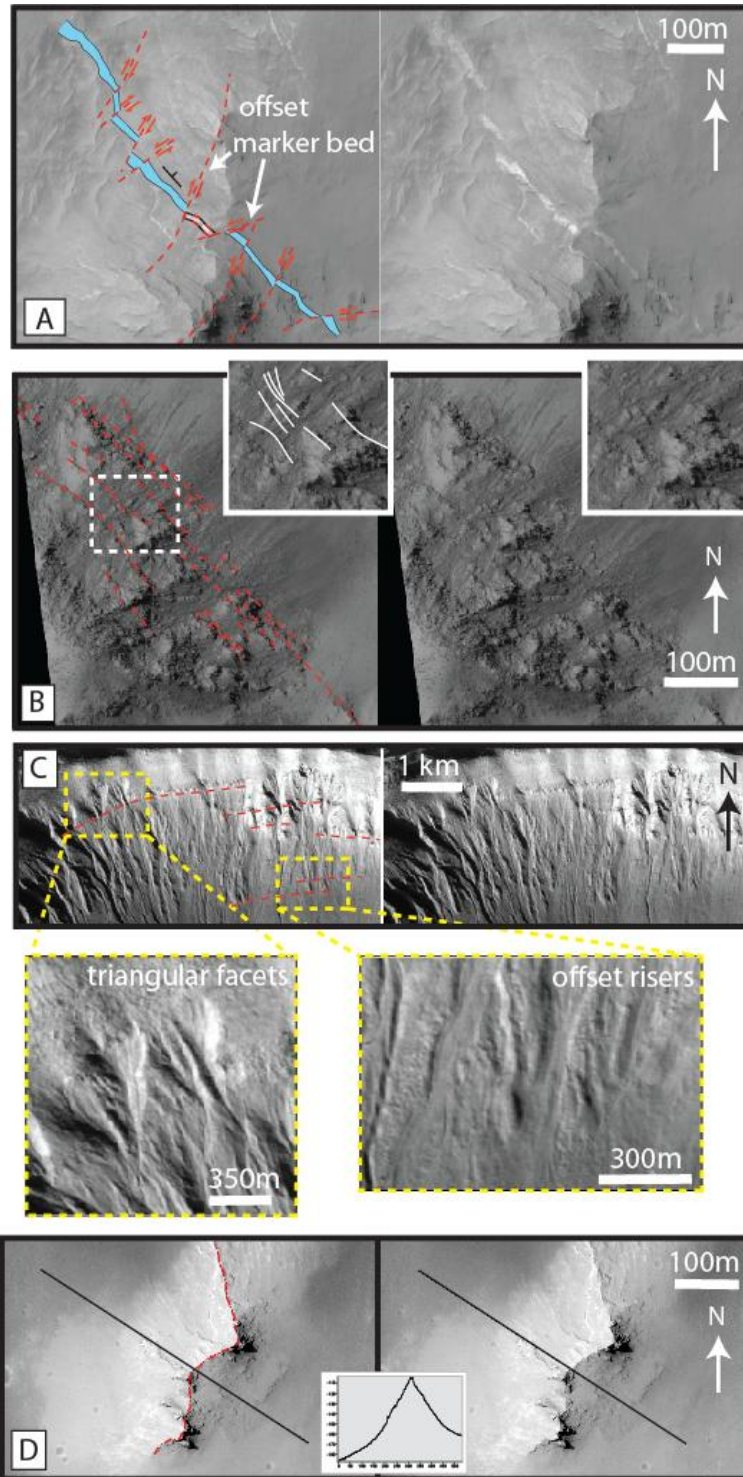 100m
N
offset
marker bed
A
N
100m
B
C
1 km
N
triangular facets
offset risers
350m
300m
100m
N
D